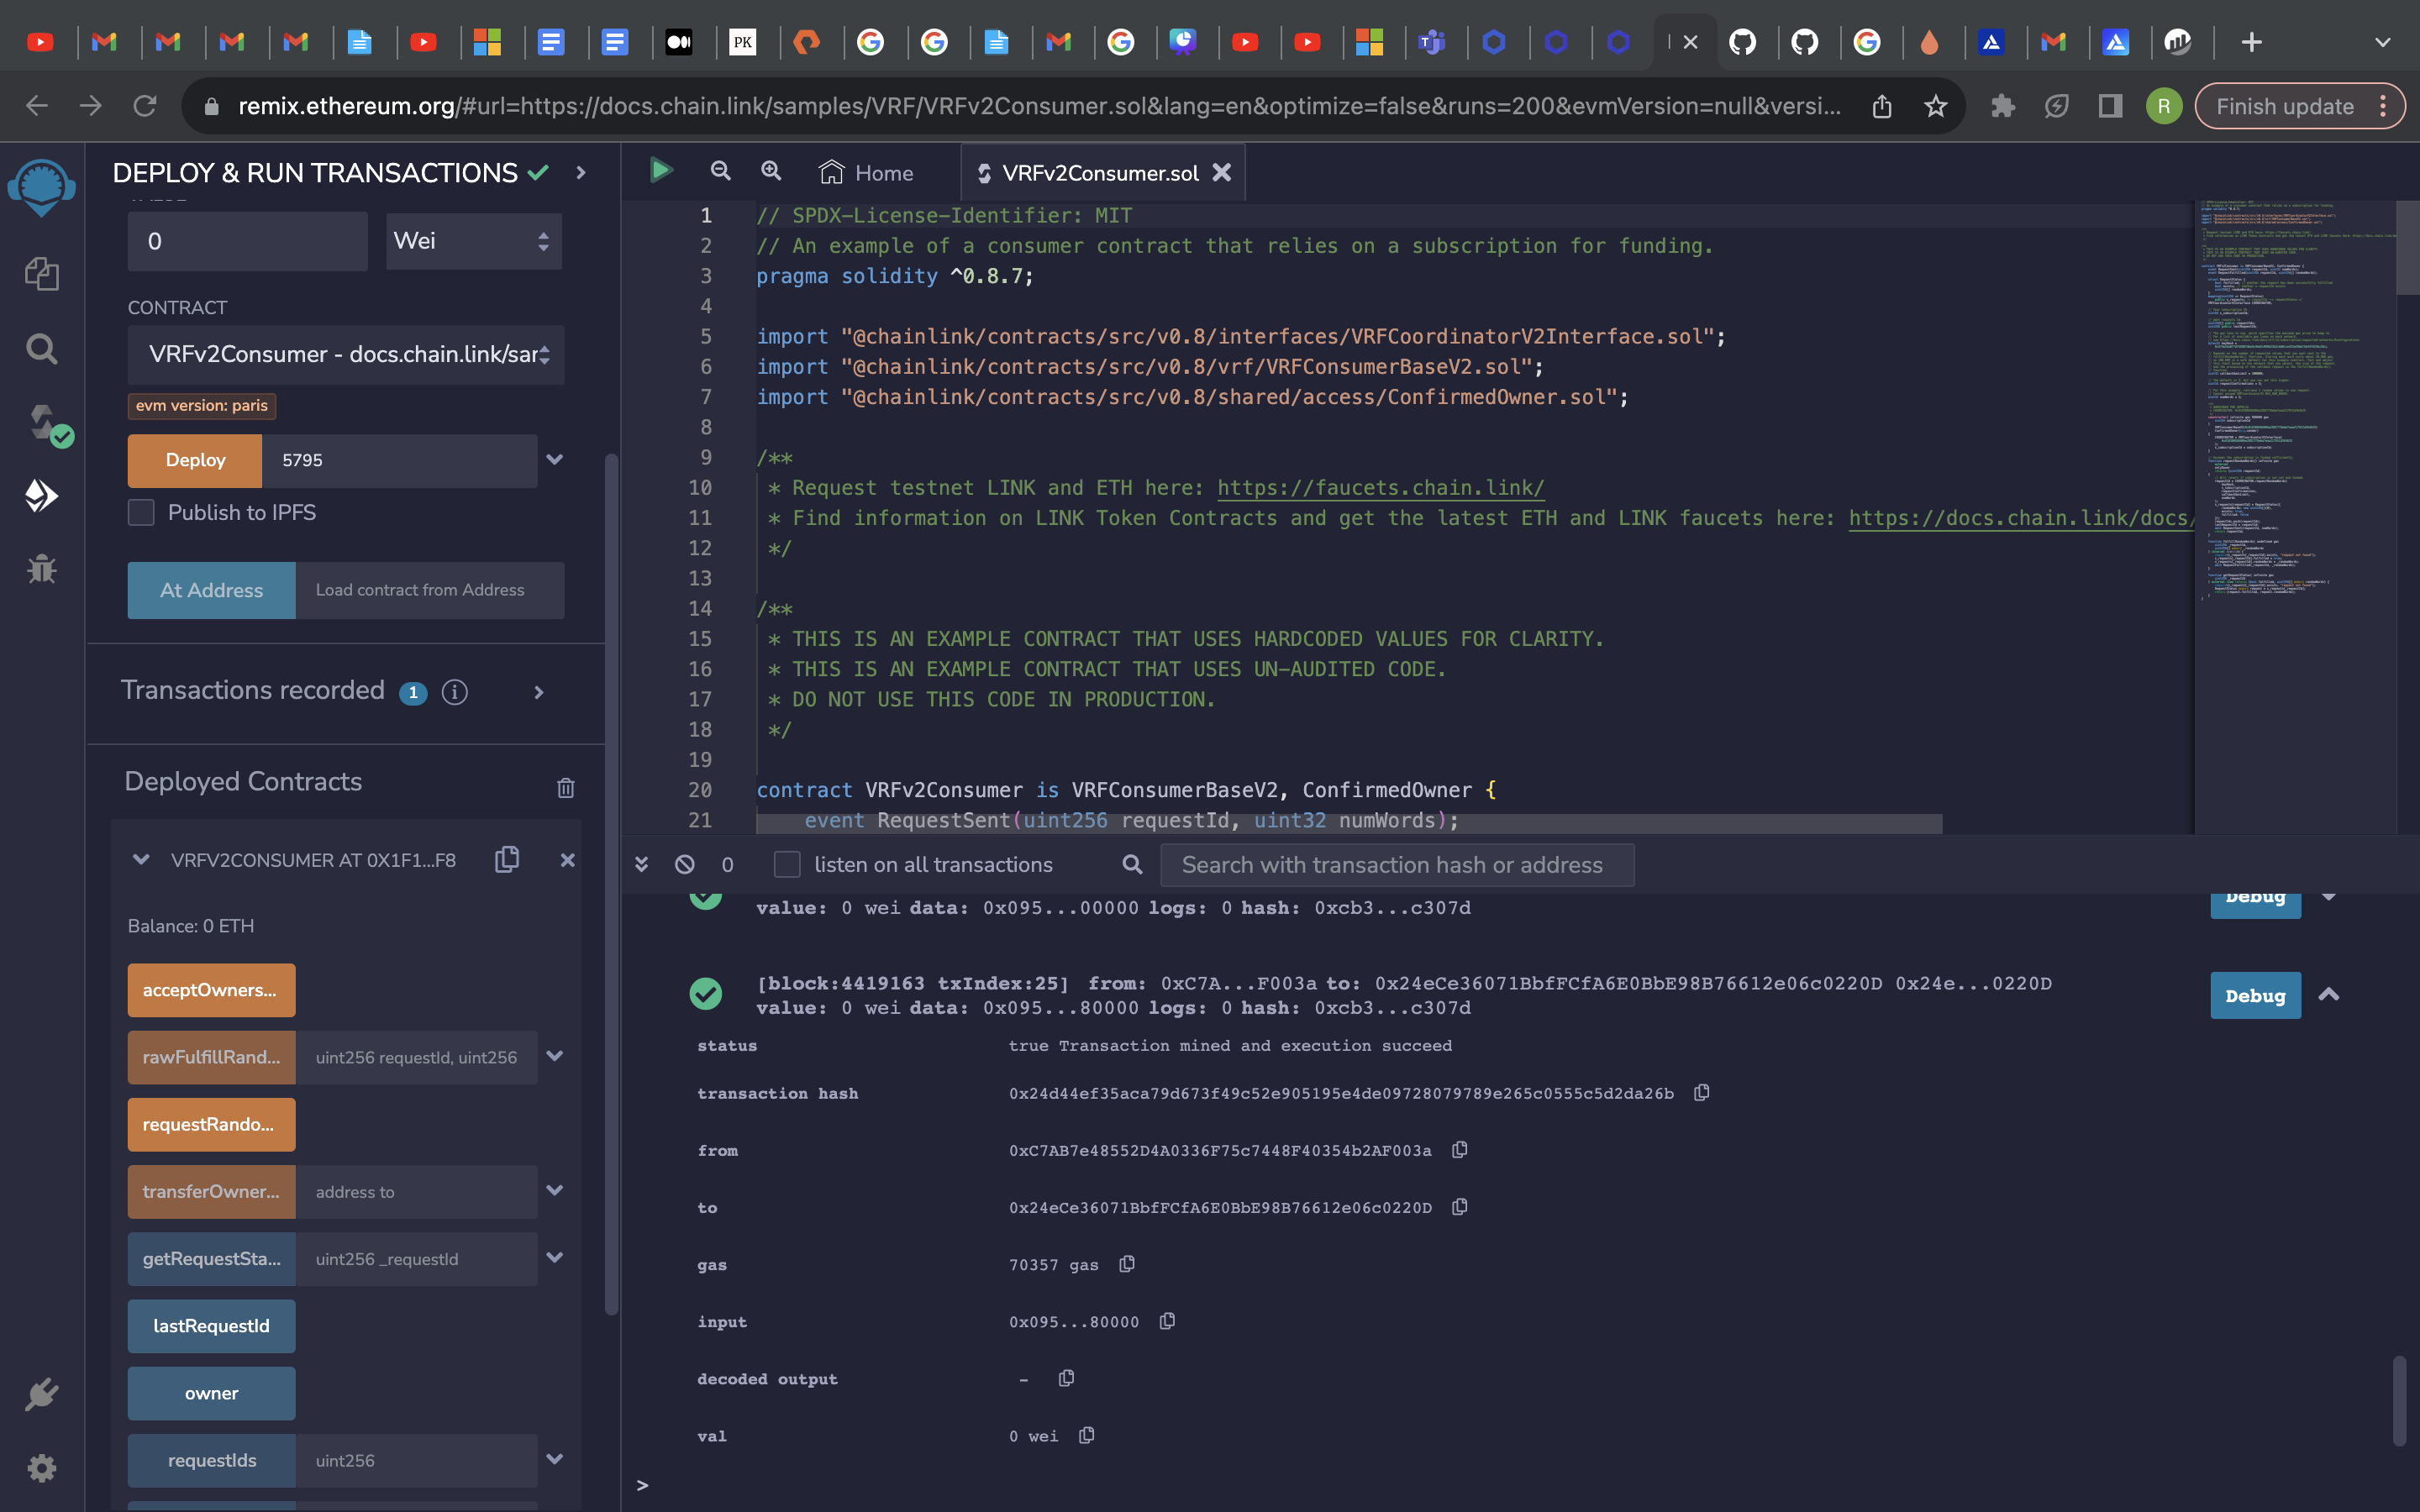 PK
remix.ethereum.org/#url=https://docs.chain.link/samples/VRF/VRFv2Consumer.sol&lang=en&optimize=false&runs=200&evmVersion=null&versi...
R
Finish update
DEPLOY & RUN TRANSACTIONS
0
Wei
CONTRACT
VRFv2Consumer - docs.chain.link/sar
evm version: paris
Deploy 5795
Publish to IPFS
At Address Load contract from Address
Transactions recorded 1 i
Deployed Contracts
VRFV2CONSUMER AT 0X1F1...F8
Balance: 0 ETH
acceptOwners...
rawFulfillRand... uint256 requestId, uint256
requestRando...
transferOwner... address to
getRequestSta... uint256 _requestId
lastRequestId
owner
requestIds uint256
Home
VRFv2Consumer.sol
1 // SPDX-License-Identifier: MIT
2 // An example of a consumer contract that relies on a subscription for funding.
3 pragma solidity ^0.8.7;
4
5 import "@chainlink/contracts/src/v0.8/interfaces/VRFCoordinatorV2Interface.sol";
6 import "@chainlink/contracts/src/v0.8/vrf/VRFConsumerBaseV2.sol";
7 import "@chainlink/contracts/src/v0.8/shared/access/ConfirmedOwner.sol";
8
9 /**
10 * Request testnet LINK and ETH here: https://faucets.chain.link/
11 * Find information on LINK Token Contracts and get the latest ETH and LINK faucets here: https://docs.chain.link/docs/
12 */
13
14 /**
15 * THIS IS AN EXAMPLE CONTRACT THAT USES HARDCODED VALUES FOR CLARITY.
16 * THIS IS AN EXAMPLE CONTRACT THAT USES UN-AUDITED CODE.
17 * DO NOT USE THIS CODE IN PRODUCTION.
18 */
19
20 contract VRFv2Consumer is VRFConsumerBaseV2, ConfirmedOwner {
21 event RequestSent(uint256 requestId, uint32 numWords);
0
listen on all transactions
Search with transaction hash or address
value: 0 wei data: 0x095...00000 logs: 0 hash: 0xcb3...c307d
Debug
[block:4419163 txIndex:25] from: 0xC7A...F003a to: 0x24eCe36071BbfFCfA6E0BbE98B76612e06c0220D 0x24e...0220D
value: 0 wei data: 0x095...80000 logs: 0 hash: 0xcb3...c307d
Debug
status true Transaction mined and execution succeed
transaction hash 0x24d44ef35aca79d673f49c52e905195e4de09728079789e265c0555c5d2da26b
from 0xC7AB7e48552D4A0336F75c7448F40354b2AF003a
to 0x24eCe36071BbfFCfA6E0BbE98B76612e06c0220D
gas 70357 gas
input 0x095...80000
decoded output -
val 0 wei
>